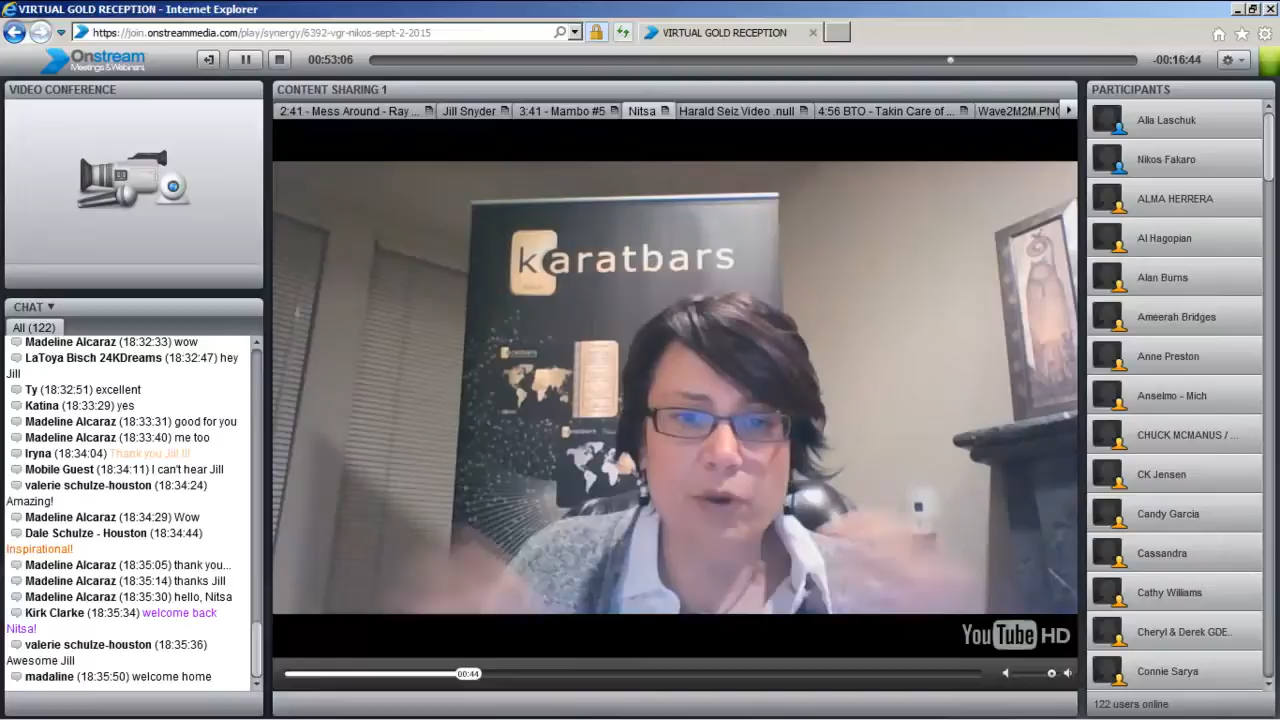 VIRTUAL GOLD RECEPTION - Internet Explorer
https://join.onstreammedia.com/play/synergy/6392-vgr-nikos-sept-2-2015
VIRTUAL GOLD RECEPTION
Onstream
Meetings & Webinars
00:53:06
-00:16:44
VIDEO CONFERENCE
CHAT
All (122)
Madeline Alcaraz (18:32:33) wow
LaToya Bisch 24KDreams (18:32:47) hey
Jill
Ty (18:32:51) excellent
Katina (18:33:29) yes
Madeline Alcaraz (18:33:31) good for you
Madeline Alcaraz (18:33:40) me too
Iryna (18:34:04) Thank you Jill !!!
Mobile Guest (18:34:11) I can't hear Jill
valerie schulze-houston (18:34:24)
Amazing!
Madeline Alcaraz (18:34:29) Wow
Dale Schulze - Houston (18:34:44)
Inspirational!
Madeline Alcaraz (18:35:05) thank you...
Madeline Alcaraz (18:35:14) thanks Jill
Madeline Alcaraz (18:35:30) hello, Nitsa
Kirk Clarke (18:35:34) welcome back
Nitsa!
valerie schulze-houston (18:35:36)
Awesome Jill
madaline (18:35:50) welcome home
CONTENT SHARING 1
2:41 - Mess Around - Ray ...
Jill Snyder
3:41 - Mambo #5
Nitsa
Harald Seiz Video .null
4:56 BTO - Takin Care of ...
Wave2M2M.PNG
karatbars
YouTube HD
00:44
PARTICIPANTS
Alla Laschuk
Nikos Fakaro
ALMA HERRERA
Al Hagopian
Alan Burns
Ameerah Bridges
Anne Preston
Anselmo - Mich
CHUCK MCMANUS / ...
CK Jensen
Candy Garcia
Cassandra
Cathy Williams
Cheryl & Derek GDE..
Connie Sarya
122 users online